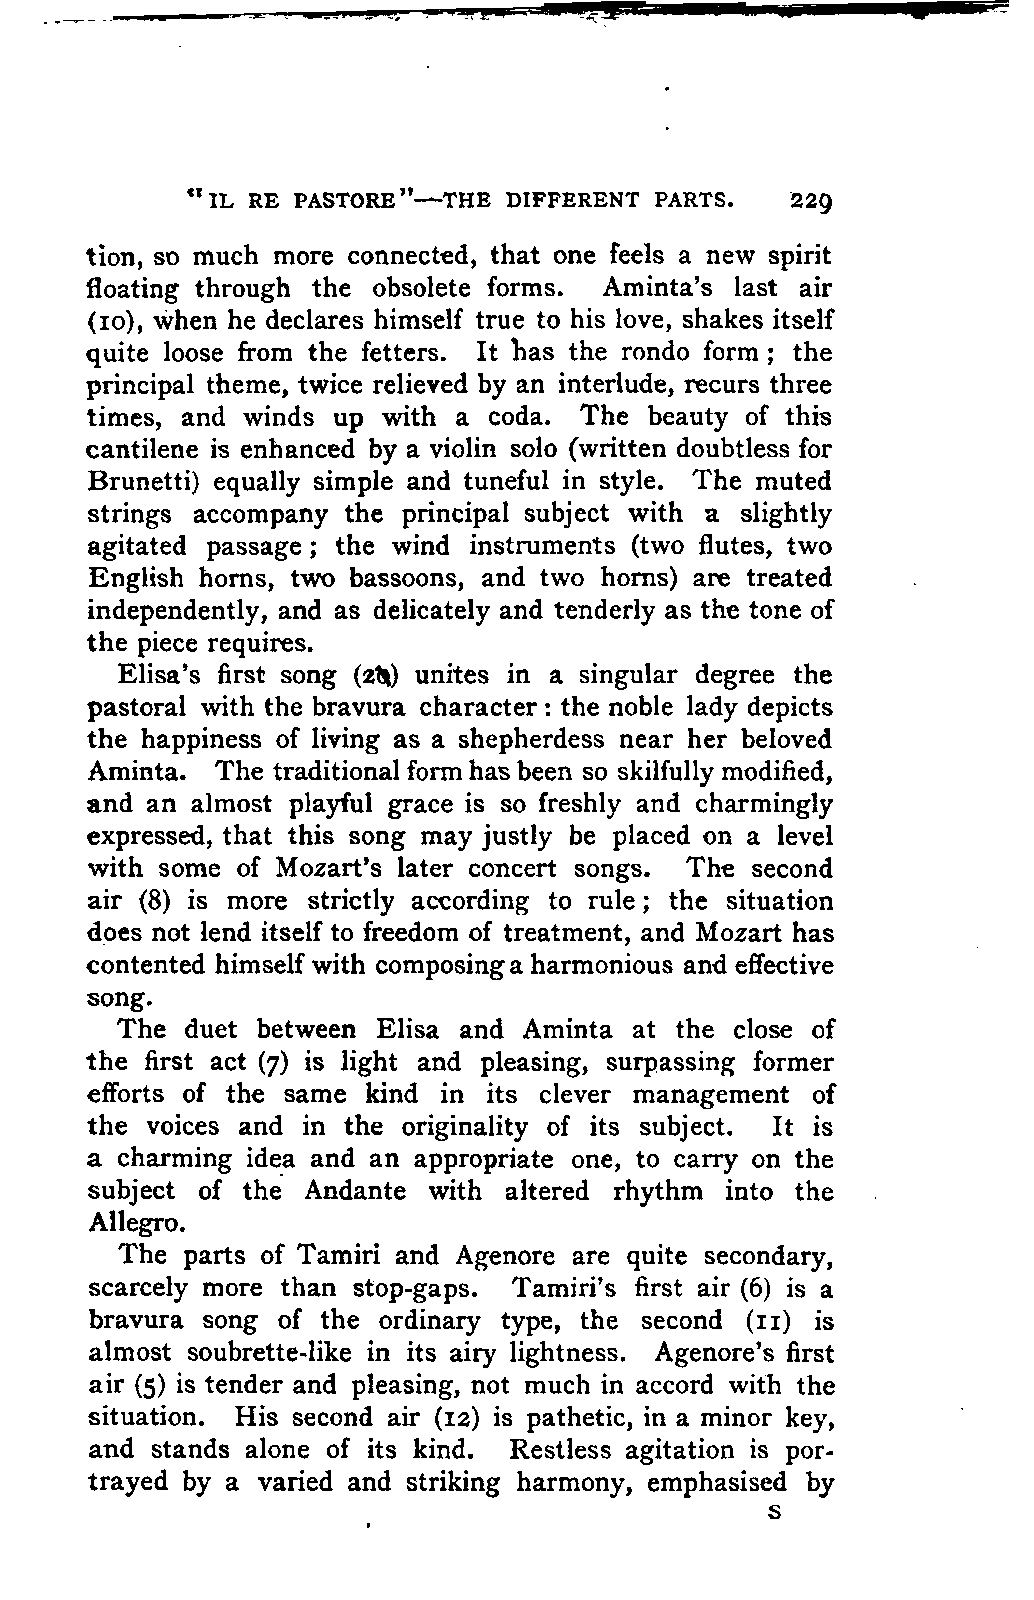 "IL RE PASTORE"—THE DIFFERENT PARTS. 229
tion, so much more connected, that one feels a new spirit
floating through the obsolete forms. Aminta's last air
(10), when he declares himself true to his love, shakes itself
quite loose from the fetters. It has the rondo form; the
principal theme, twice relieved by an interlude, recurs three
times, and winds up with a coda. The beauty of this
cantilene is enhanced by a violin solo (written doubtless for
Brunetti) equally simple and tuneful in style. The muted
strings accompany the principal subject with a slightly
agitated passage; the wind instruments (two flutes, two
English horns, two bassoons, and two horns) are treated
independently, and as delicately and tenderly as the tone of
the piece requires.
Elisa's first song unites in a singular degree the
pastoral with the bravura character: the noble lady depicts
the happiness of living as a shepherdess near her beloved
Aminta. The traditional form has been so skilfully modified,
and an almost playful grace is so freshly and charmingly
expressed, that this song may justly be placed on a level
with some of Mozart's later concert songs. The second
air (8) is more strictly according to rule; the situation
does not lend itself to freedom of treatment, and Mozart has
contented himself with composing a harmonious and effective
song.
The duet between Elisa and Aminta at the close of
the first act (7) is light and pleasing, surpassing former
efforts of the same kind in its clever management of
the voices and in the originality of its subject. It is
a charming idea and an appropriate one, to carry on the
subject of the Andante with altered rhythm into the
Allegro.
The parts of Tamiri and Agenore are quite secondary,
scarcely more than stop-gaps. Tamiri's first air (6) is a
bravura song of the ordinary type, the second (11) is
almost soubrette-like in its airy lightness. Agenore's first
air (5) is tender and pleasing, not much in accord with the
situation. His second air (12) is pathetic, in a minor key,
and stands alone of its kind. Restless agitation is por-
trayed by a varied and striking harmony, emphasised by
S